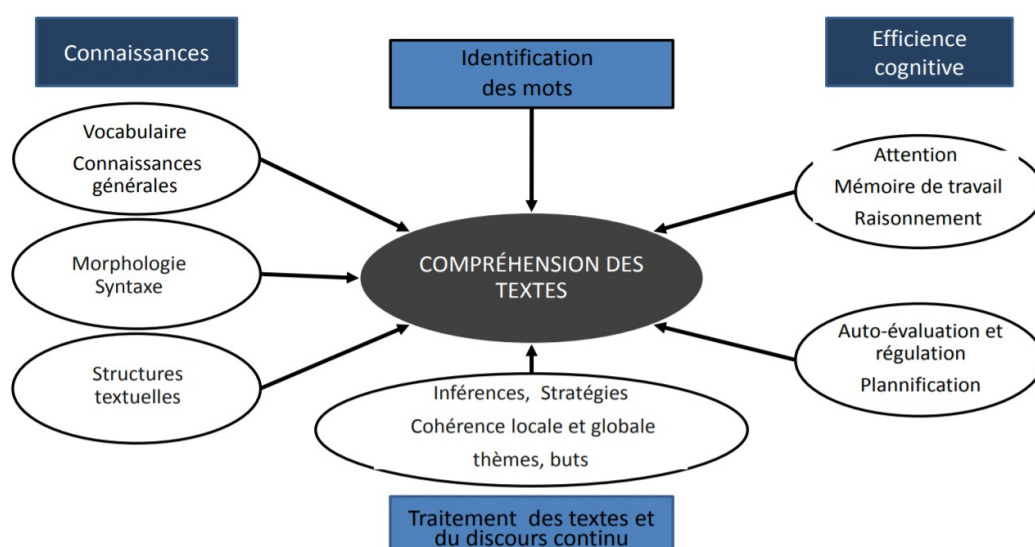 Connaissances
Identification
des mots
Efficience
cognitive
Vocabulaire
Connaissances
générales
Attention
Mémoire de travail
Raisonnement
Morphologie
Syntaxe
COMPRÉHENSION DES
TEXTES
Structures
textuelles
Auto-évaluation et
régulation
Plannification
Inférences, Stratégies
Cohérence locale et globale
thèmes, buts
Traitement des textes et
du discours continu